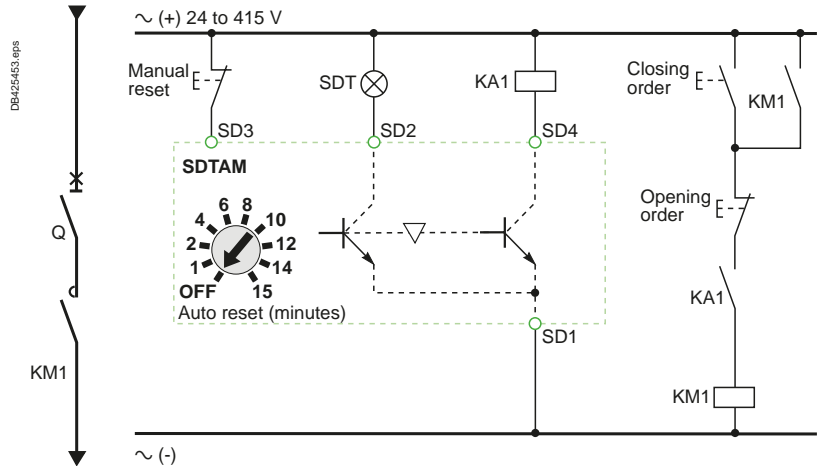 DB425453.eps
Q
KM1
∼ (+) 24 to 415 V
Manual
reset
SD3
SDT
SD2
KA1
SD4
SDTAM
OFF
1
2
4
6
8
10
12
14
15
Auto reset (minutes)
SD1
Closing
order
KM1
Opening
order
KA1
KM1
∼ (-)